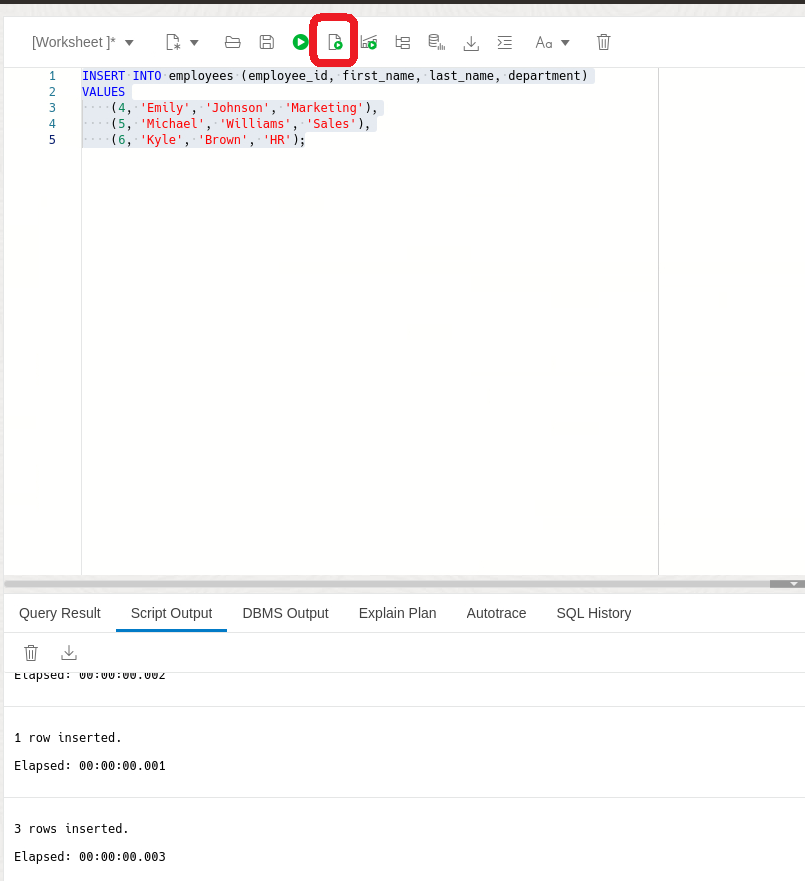 [Worksheet ]*
Aa
1 INSERT INTO employees (employee_id, first_name, last_name, department)
2 VALUES
3 (4, 'Emily', 'Johnson', 'Marketing'),
4 (5, 'Michael', 'Williams', 'Sales'),
5 (6, 'Kyle', 'Brown', 'HR');
Query Result Script Output DBMS Output Explain Plan Autotrace SQL History
Elapsed: 00:00:00.002
1 row inserted.
Elapsed: 00:00:00.001
3 rows inserted.
Elapsed: 00:00:00.003